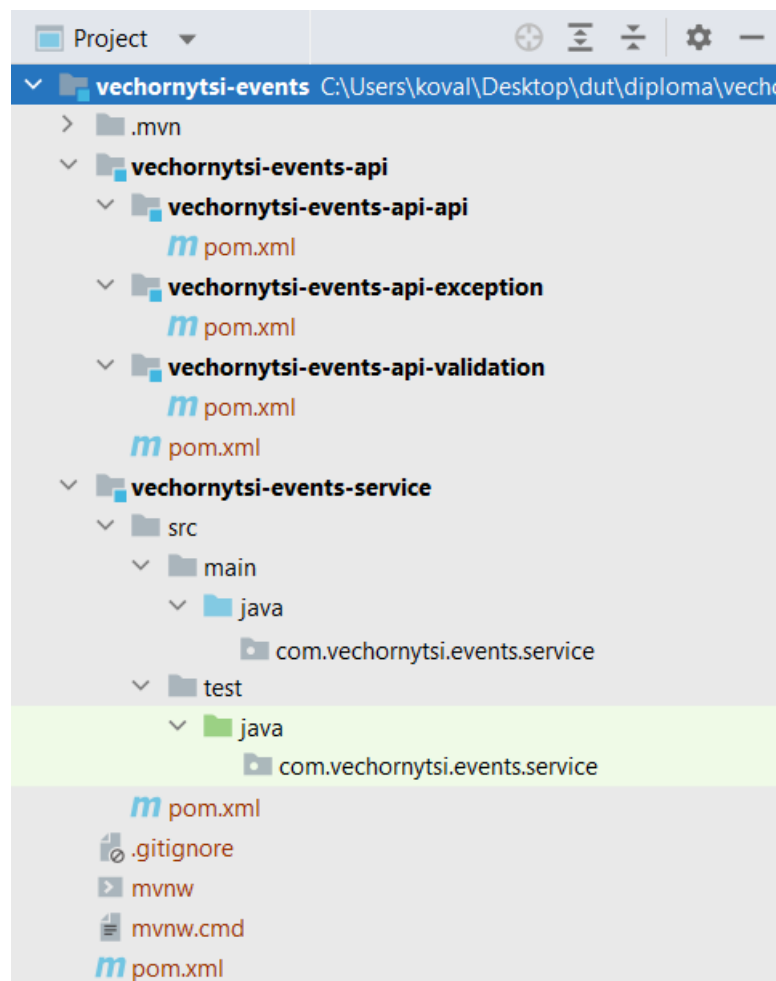 Project
vechornytsi-events C:\Users\koval\Desktop\dut\diploma\vecho
.mvn
vechornytsi-events-api
vechornytsi-events-api-api
pom.xml
vechornytsi-events-api-exception
pom.xml
vechornytsi-events-api-validation
pom.xml
pom.xml
vechornytsi-events-service
src
main
java
com.vechornytsi.events.service
test
java
com.vechornytsi.events.service
pom.xml
.gitignore
mvnw
mvnw.cmd
pom.xml